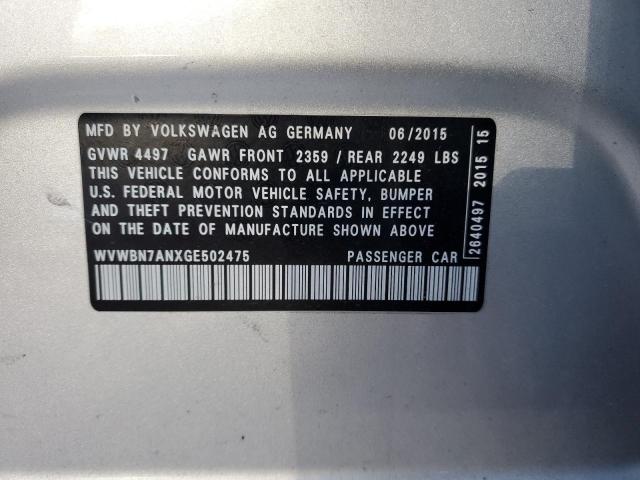 MFD BY VOLKSWAGEN AG GERMANY 06/2015
GVWR 4497 GAWR FRONT 2359 / REAR 2249 LBS
THIS VEHICLE CONFORMS TO ALL APPLICABLE
U.S. FEDERAL MOTOR VEHICLE SAFETY, BUMPER
AND THEFT PREVENTION STANDARDS IN EFFECT
ON THE DATE OF MANUFACTURE SHOWN ABOVE
WVWBN7ANXGE502475 PASSENGER CAR
2640497 2015 15